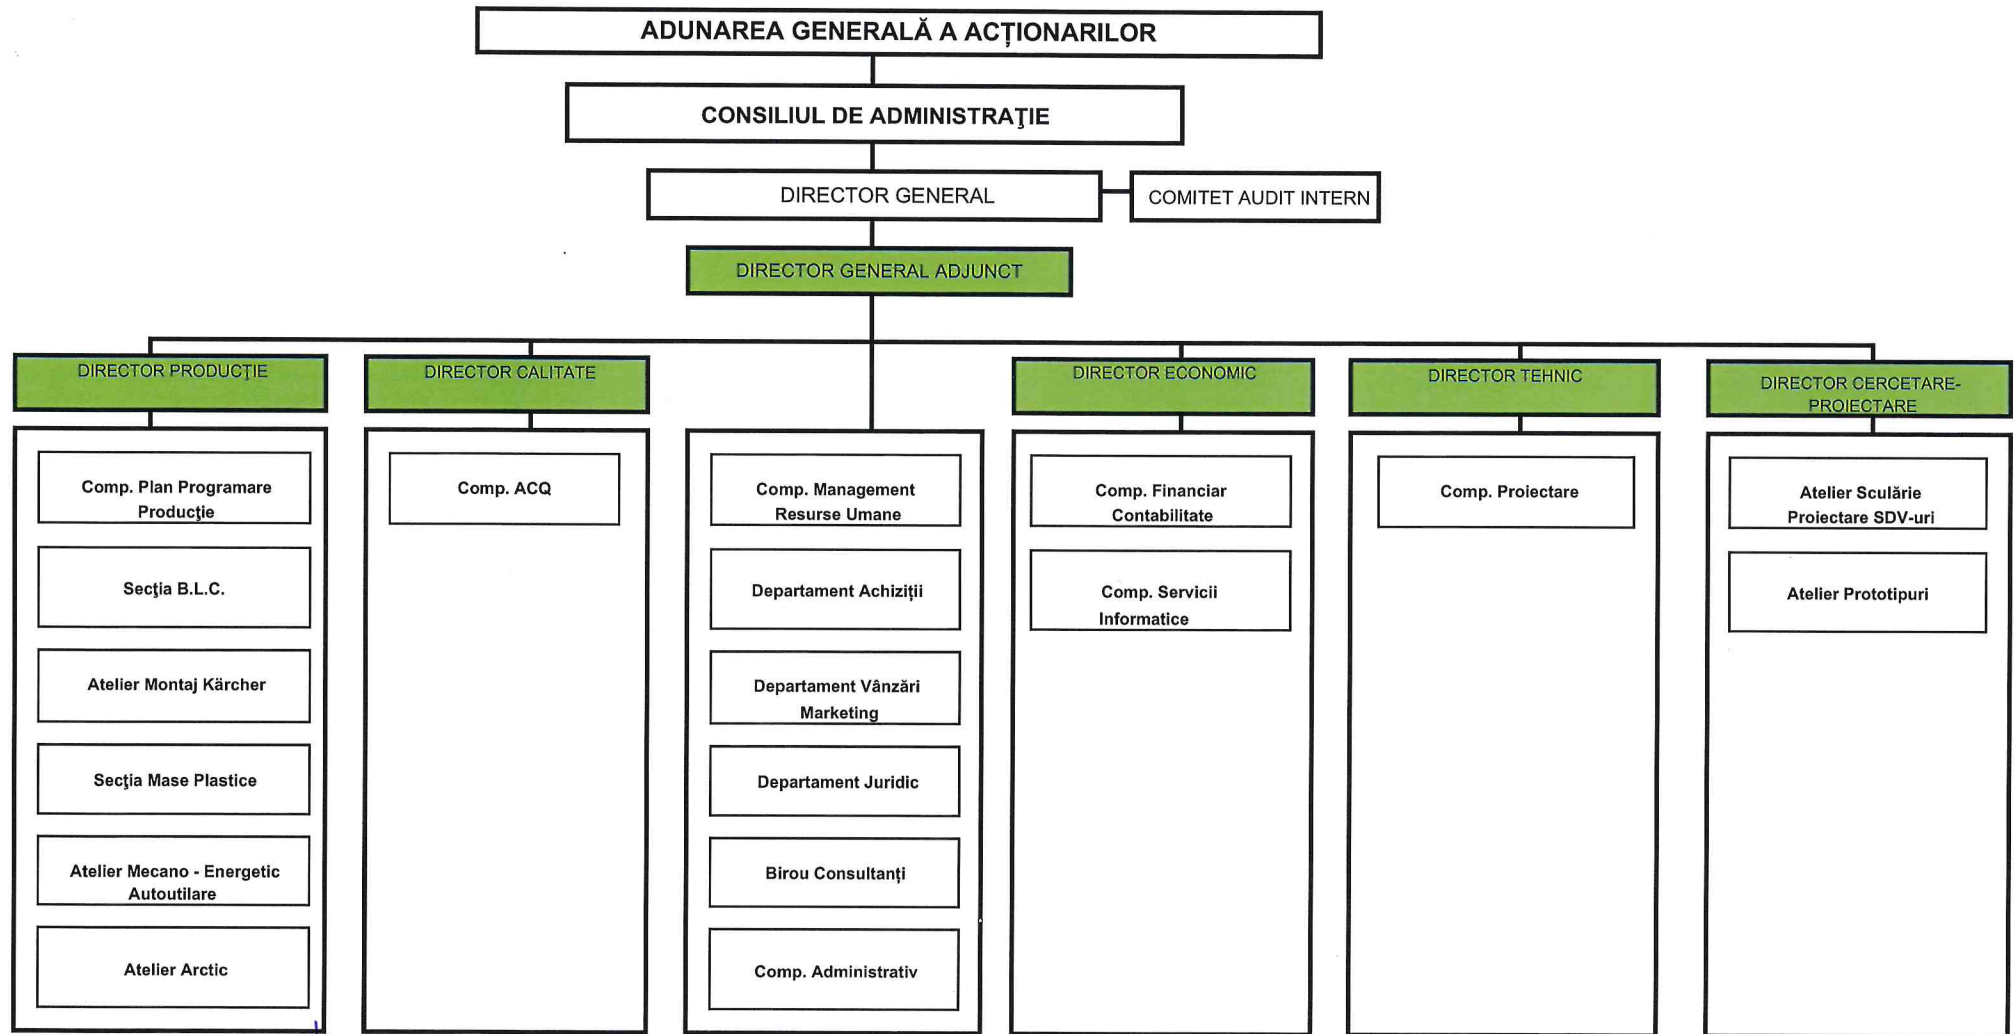 ADUNAREA GENERALĂ A ACȚIONARILOR
CONSILIUL DE ADMINISTRAŢIE
DIRECTOR GENERAL
COMITET AUDIT INTERN
DIRECTOR GENERAL ADJUNCT
DIRECTOR PRODUCŢIE
DIRECTOR CALITATE
DIRECTOR ECONOMIC
DIRECTOR TEHNIC
DIRECTOR CERCETARE-
PROIECTARE
Comp. Plan Programare
Producţie
Secţia B.L.C.
Atelier Montaj Kärcher
Secţia Mase Plastice
Atelier Mecano - Energetic
Autoutilare
Atelier Arctic
Comp. ACQ
Comp. Management
Resurse Umane
Departament Achiziții
Departament Vânzări
Marketing
Departament Juridic
Birou Consultanți
Comp. Administrativ
Comp. Financiar
Contabilitate
Comp. Servicii
Informatice
Comp. Proiectare
Atelier Sculărie
Proiectare SDV-uri
Atelier Prototipuri